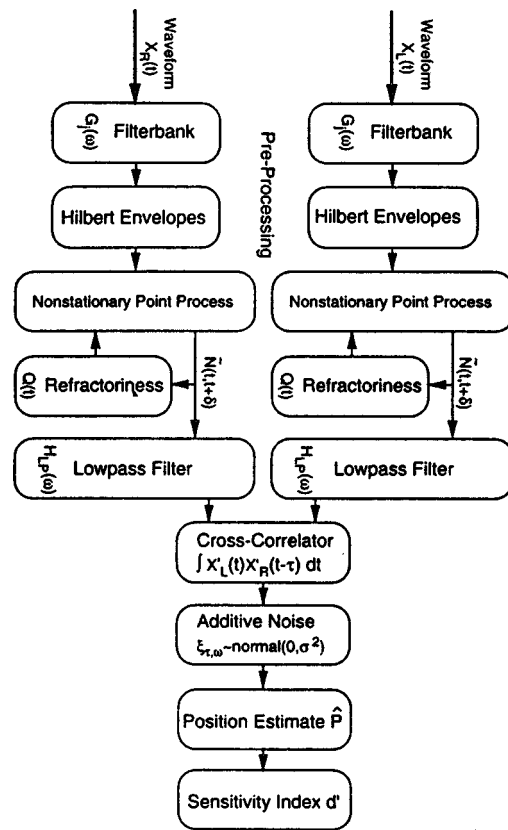 Waveform
X_R(t)
Waveform
X_L(t)
Filterbank
G_j(ω)
Filterbank
G_j(ω)
Pre-Processing
Hilbert Envelopes
Hilbert Envelopes
Nonstationary Point Process
Nonstationary Point Process
Ñ(t,t+δ)
Ñ(t,t+δ)
Refractoriness
Q(t)
Refractoriness
Q(t)
Lowpass Filter
H_LP(ω)
Lowpass Filter
H_LP(ω)
Cross-Correlator
∫ X'_L(t)X'_R(t-τ) dt
Additive Noise
ξ_τ,ω~normal(0,σ²)
Position Estimate P̂
Sensitivity Index d'